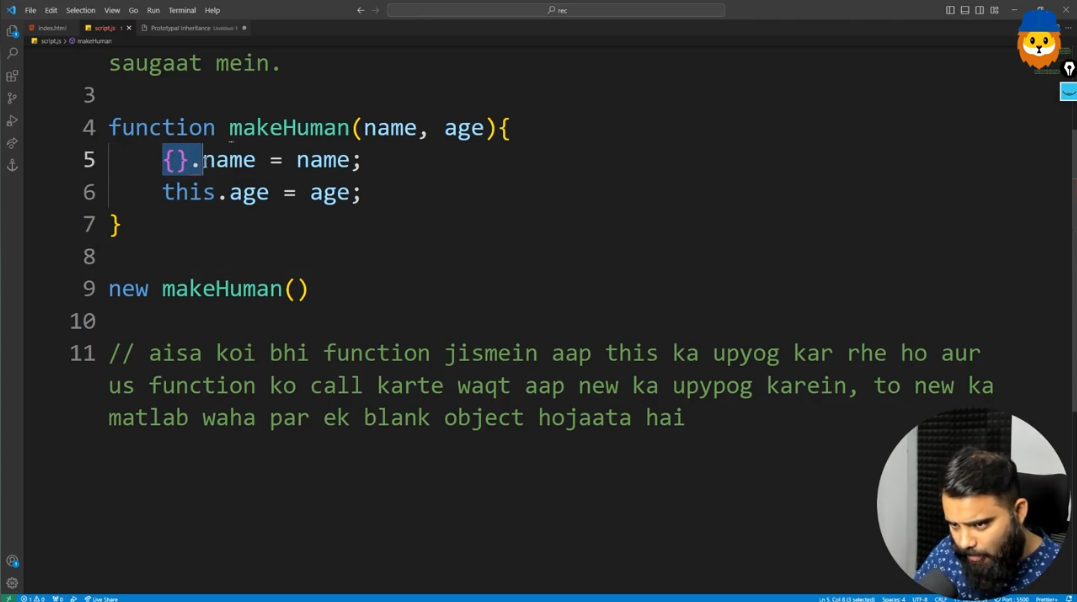 File Edit Selection View Go Run Terminal Help
rec
index.html script.js Prototypal Inheritance
script.js > makeHuman
saugaat mein.
3
4 function makeHuman(name, age){
5 {}.name = name;
6 this.age = age;
7 }
8
9 new makeHuman()
10
11 // aisa koi bhi function jismein aap this ka upyog kar rhe ho aur
us function ko call karte waqt aap new ka upypog karein, to new ka
matlab waha par ek blank object hojaata hai
Live Share Ln 5, Col 8 (3 selected) Spaces: 4 UTF-8 CRLF Port : 5500 Prettier